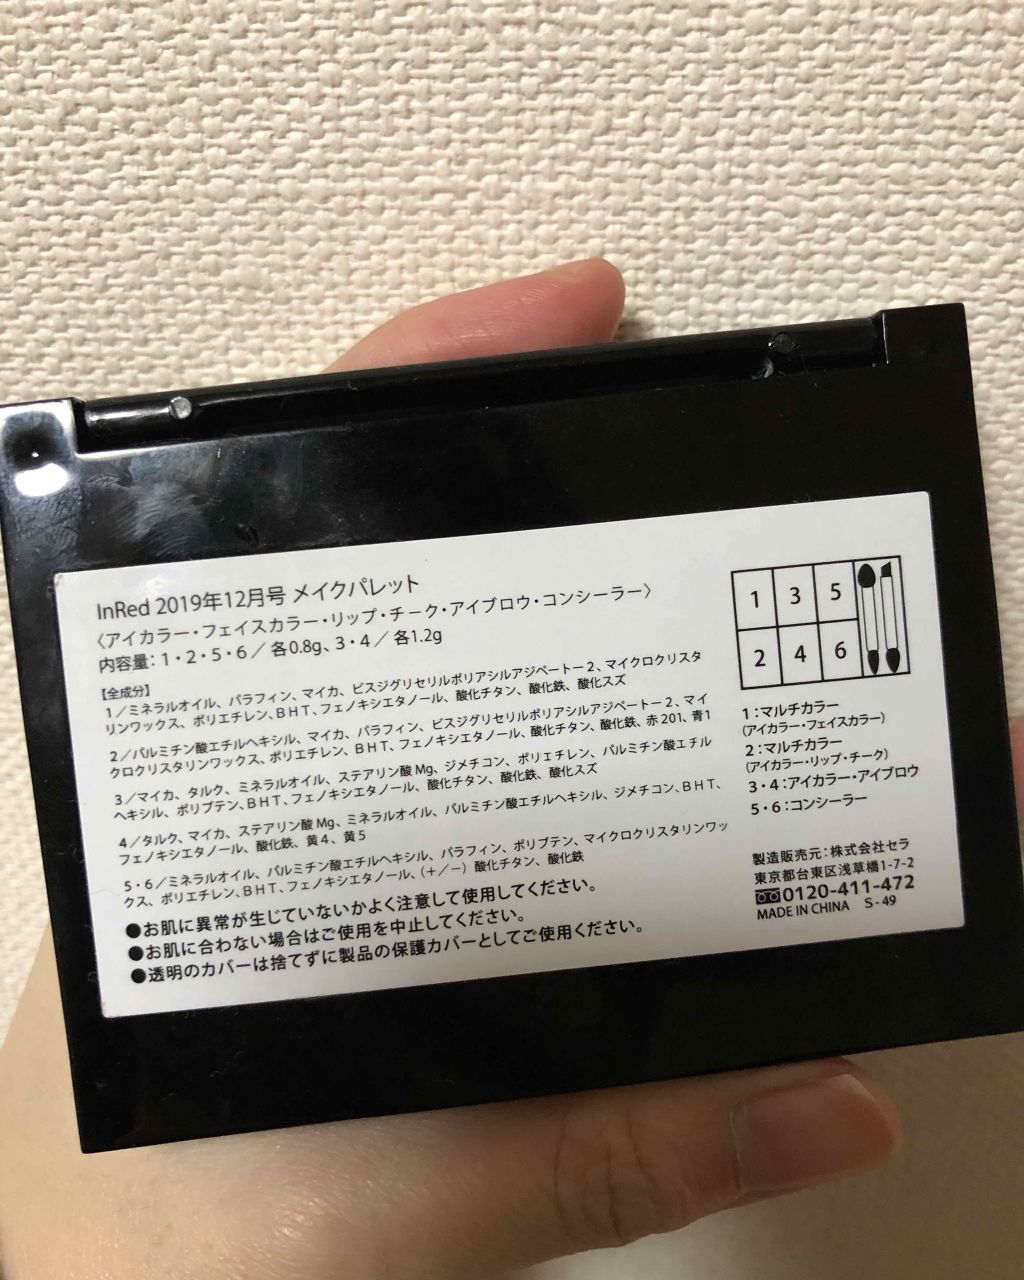 InRed 2019年12月号 メイクパレット
〈アイカラー・フェイスカラー・リップ・チーク・アイブロウ・コンシーラー〉
内容量：1・2・5・6／各0.8g、3・4／各1.2g
【全成分】
1／ミネラルオイル、パラフィン、マイカ、ビスジグリセリルポリアシルアジペートー2、マイクロクリスタ
リンワックス、ポリエチレン、BHT、フェノキシエタノール、酸化チタン、酸化鉄、酸化スズ
2／パルミチン酸エチルヘキシル、マイカ、パラフィン、ビスジグリセリルポリアシルアジペートー2、マイ
クロクリスタリンワックス、ポリエチレン、BHT、フェノキシエタノール、酸化チタン、酸化鉄、赤201、青1
3／マイカ、タルク、ミネラルオイル、ステアリン酸Mg、ジメチコン、ポリエチレン、パルミチン酸エチル
ヘキシル、ポリブテン、BHT、フェノキシエタノール、酸化チタン、酸化鉄、酸化スズ
4／タルク、マイカ、ステアリン酸Mg、ミネラルオイル、パルミチン酸エチルヘキシル、ジメチコン、BHT、
フェノキシエタノール、酸化鉄、黄4、黄5
5・6／ミネラルオイル、パルミチン酸エチルヘキシル、パラフィン、ポリブテン、マイクロクリスタリンワッ
クス、ポリエチレン、BHT、フェノキシエタノール、(+／−) 酸化チタン、酸化鉄
●お肌に異常が生じていないかよく注意して使用してください。
●お肌に合わない場合はご使用を中止してください。
●透明のカバーは捨てずに製品の保護カバーとしてご使用ください。
1 3 5
2 4 6
1：マルチカラー
(アイカラー・フェイスカラー)
2：マルチカラー
(アイカラー・リップ・チーク)
3・4：アイカラー・アイブロウ
5・6：コンシーラー
製造販売元：株式会社セラ
東京都台東区浅草橋1-7-2
0120-411-472
MADE IN CHINA S-49